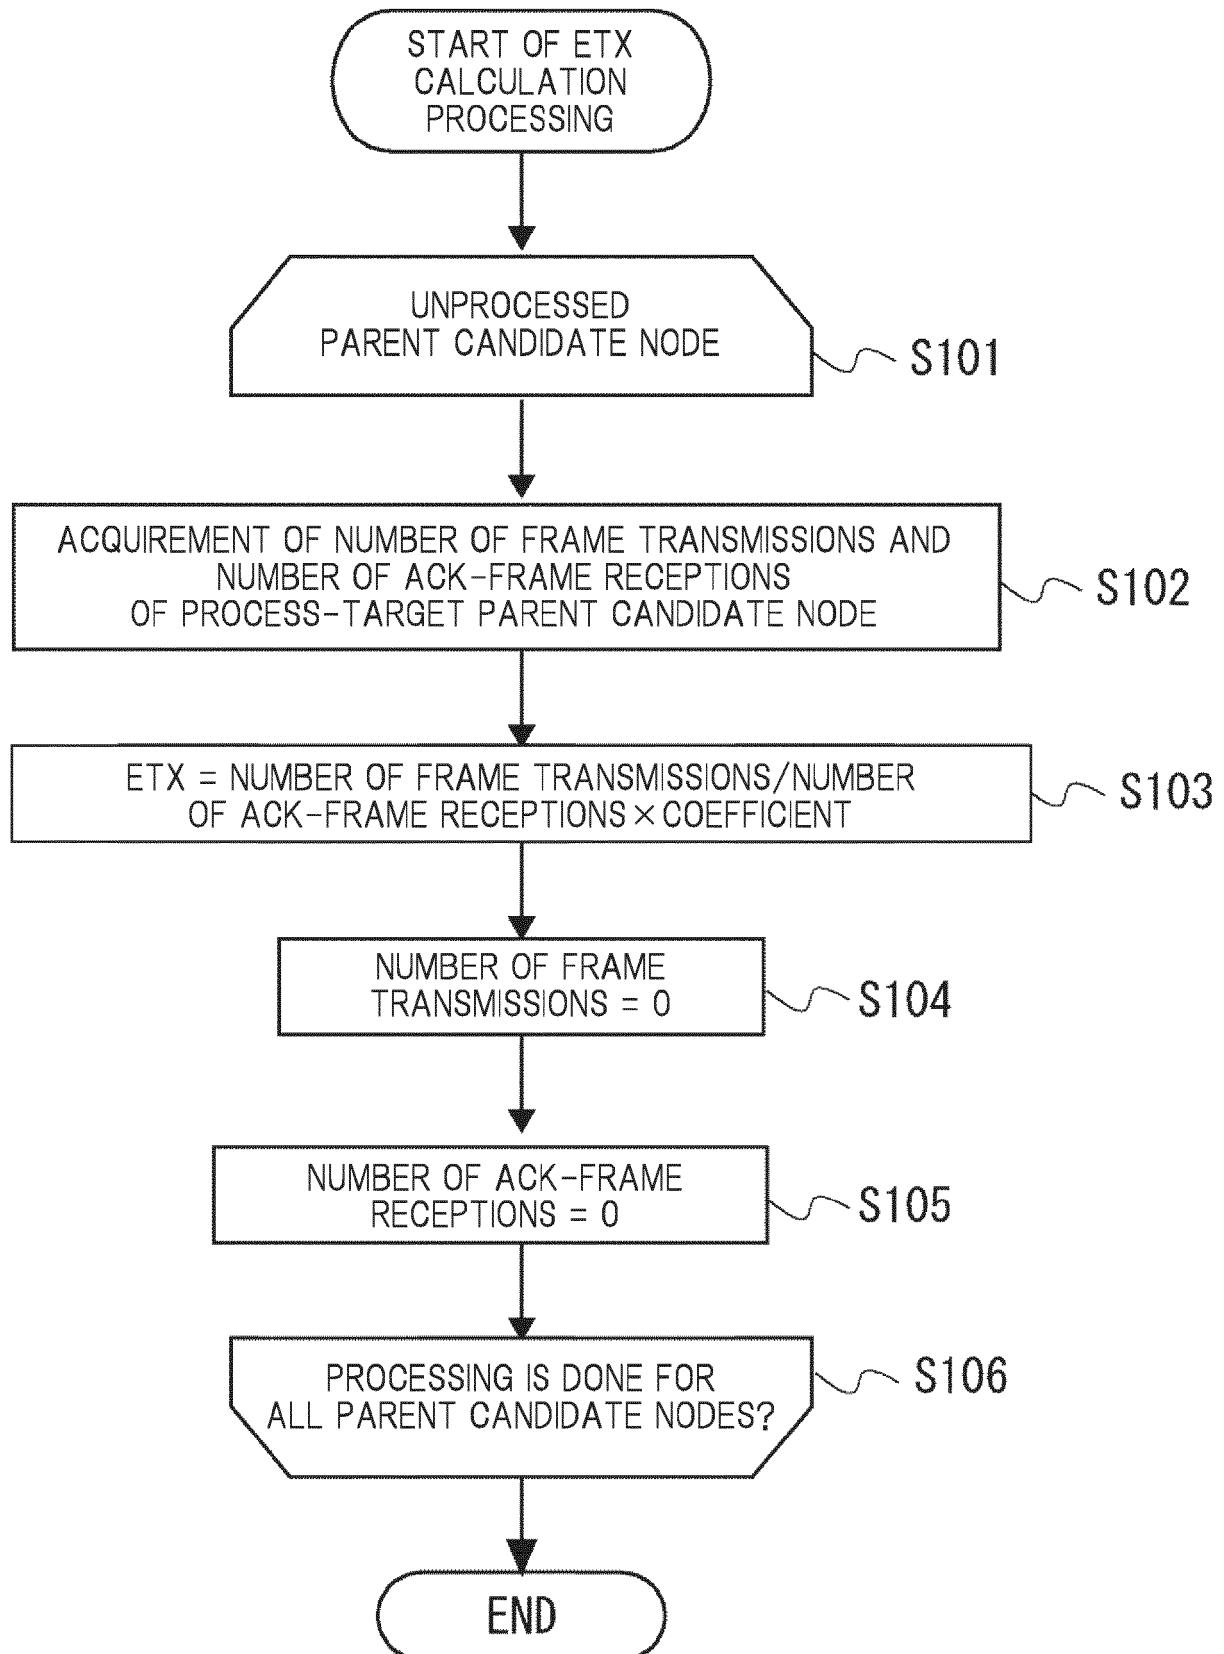 START OF ETX
CALCULATION
PROCESSING
UNPROCESSED
PARENT CANDIDATE NODE
S101
ACQUIREMENT OF NUMBER OF FRAME TRANSMISSIONS AND
NUMBER OF ACK-FRAME RECEPTIONS
OF PROCESS-TARGET PARENT CANDIDATE NODE
S102
ETX = NUMBER OF FRAME TRANSMISSIONS/NUMBER
OF ACK-FRAME RECEPTIONS×COEFFICIENT
S103
NUMBER OF FRAME
TRANSMISSIONS = 0
S104
NUMBER OF ACK-FRAME
RECEPTIONS = 0
S105
PROCESSING IS DONE FOR
ALL PARENT CANDIDATE NODES?
S106
END